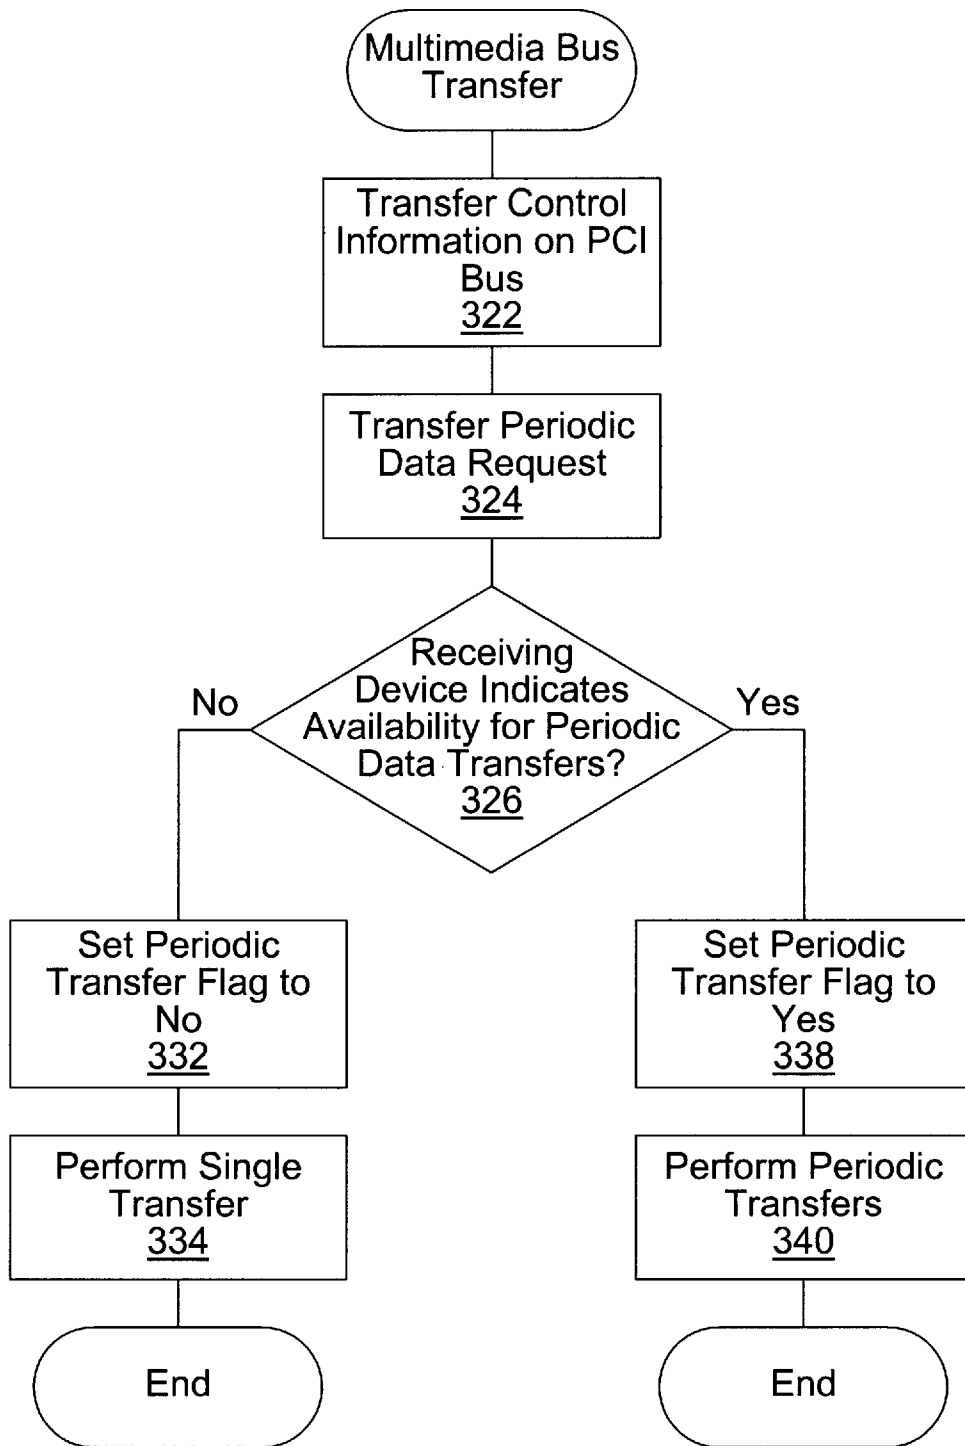 Multimedia Bus
Transfer
Transfer Control
Information on PCI
Bus
322
Transfer Periodic
Data Request
324
Receiving
Device Indicates
Availability for Periodic
Data Transfers?
326
No
Yes
Set Periodic
Transfer Flag to
No
332
Set Periodic
Transfer Flag to
Yes
338
Perform Single
Transfer
334
Perform Periodic
Transfers
340
End
End